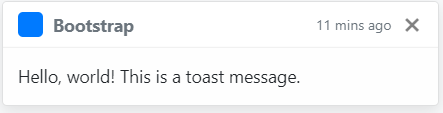 Bootstrap 11 mins ago
Hello, world! This is a toast message.